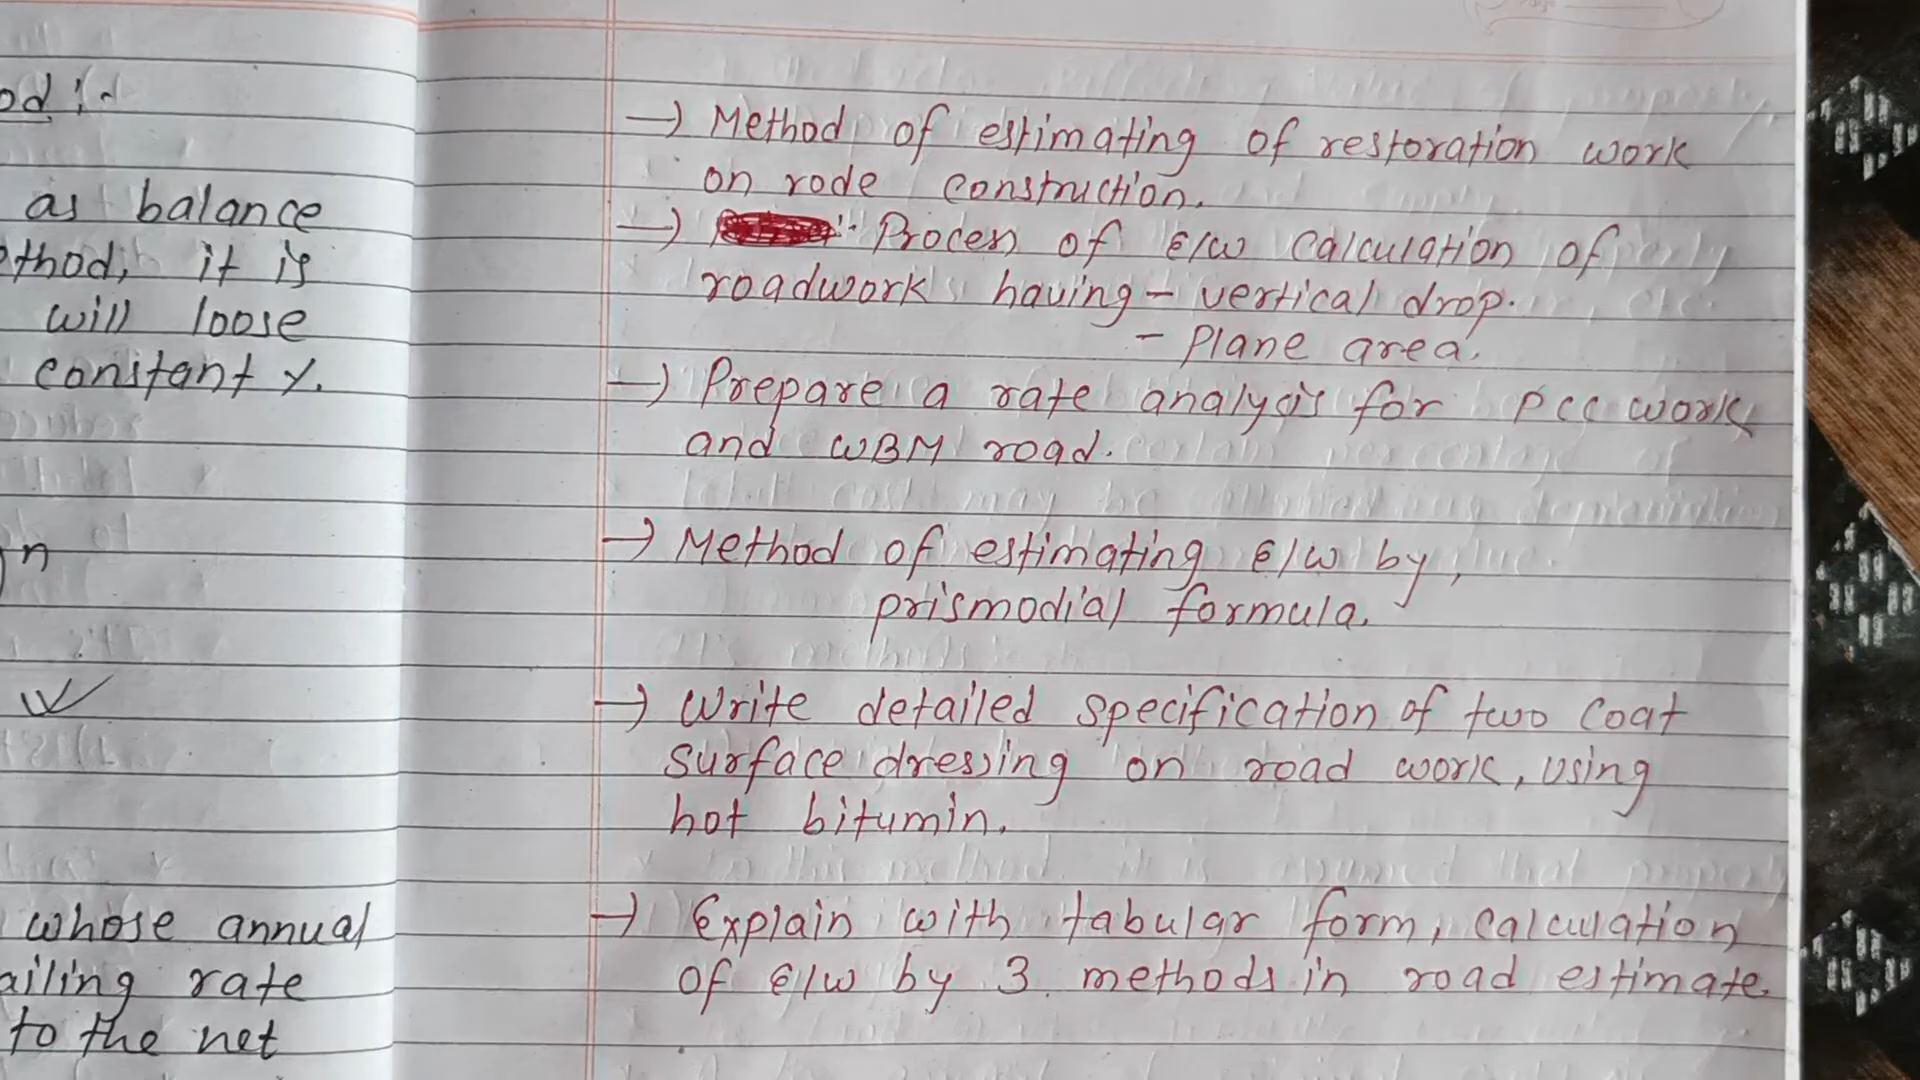 od :-
as balance
ethod, it is
will loose
constant %.
n
whose annual
ailing rate
to the net
→ Method of estimating of restoration work
on rode construction.
→ Process of E/W calculation of
roadwork having - vertical drop.
- Plane area.
→ Prepare a rate analysis for PCC work
and WBM road.
→ Method of estimating E/W by,
prismodial formula.
→ Write detailed specification of two coat
surface dressing on road work, using
hot bitumin.
→ Explain with tabular form, calculation
of E/W by 3 methods in road estimate.